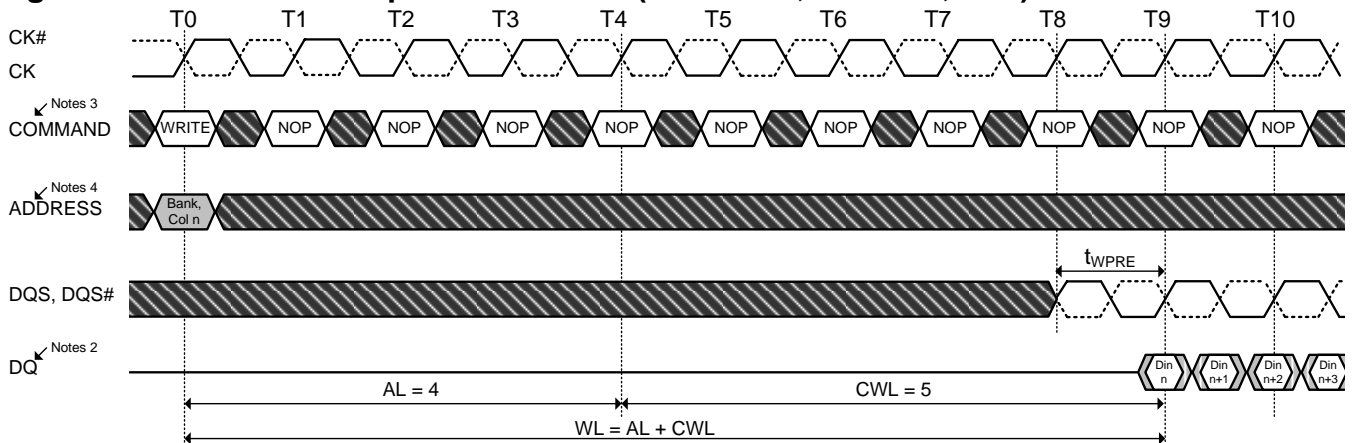 T0 T1 T2 T3 T4 T5 T6 T7 T8 T9 T10
CK#
CK
Notes 3
COMMAND WRITE NOP NOP NOP NOP NOP NOP NOP NOP NOP NOP
Notes 4
ADDRESS Bank,
Col n
tWPRE
DQS, DQS#
Notes 2
DQ Din Din Din Din
n n+1 n+2 n+3
AL = 4 CWL = 5
WL = AL + CWL